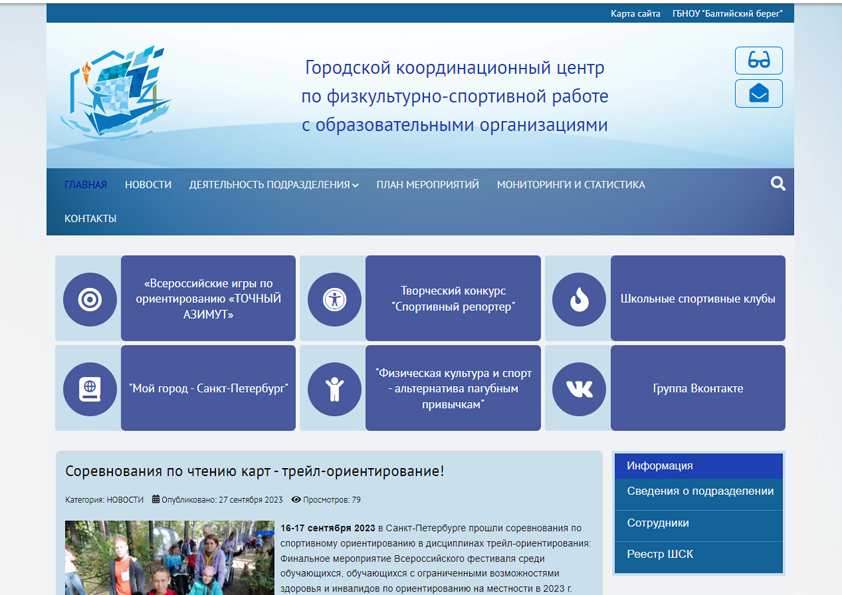 Карта сайта ГБНОУ "Балтийский берег"
Городской координационный центр
по физкультурно-спортивной работе
с образовательными организациями
ГЛАВНАЯ НОВОСТИ ДЕЯТЕЛЬНОСТЬ ПОДРАЗДЕЛЕНИЯ ПЛАН МЕРОПРИЯТИЙ МОНИТОРИНГИ И СТАТИСТИКА
КОНТАКТЫ
«Всероссийские игры по
ориентированию «ТОЧНЫЙ
АЗИМУТ»
Творческий конкурс
"Спортивный репортер"
Школьные спортивные клубы
"Мой город - Санкт-Петербург"
"Физическая культура и спорт
- альтернатива пагубным
привычкам"
Группа Вконтакте
Соревнования по чтению карт - трейл-ориентирование!
Категория: НОВОСТИ Опубликовано: 27 сентября 2023 Просмотров: 79
16-17 сентября 2023 в Санкт-Петербурге прошли соревнования по
спортивному ориентированию в дисциплинах трейл-ориентирования:
Финальное мероприятие Всероссийского фестиваля среди
обучающихся, обучающихся с ограниченными возможностями
здоровья и инвалидов по ориентированию на местности в 2023 г.
Информация
Сведения о подразделении
Сотрудники
Реестр ШСК